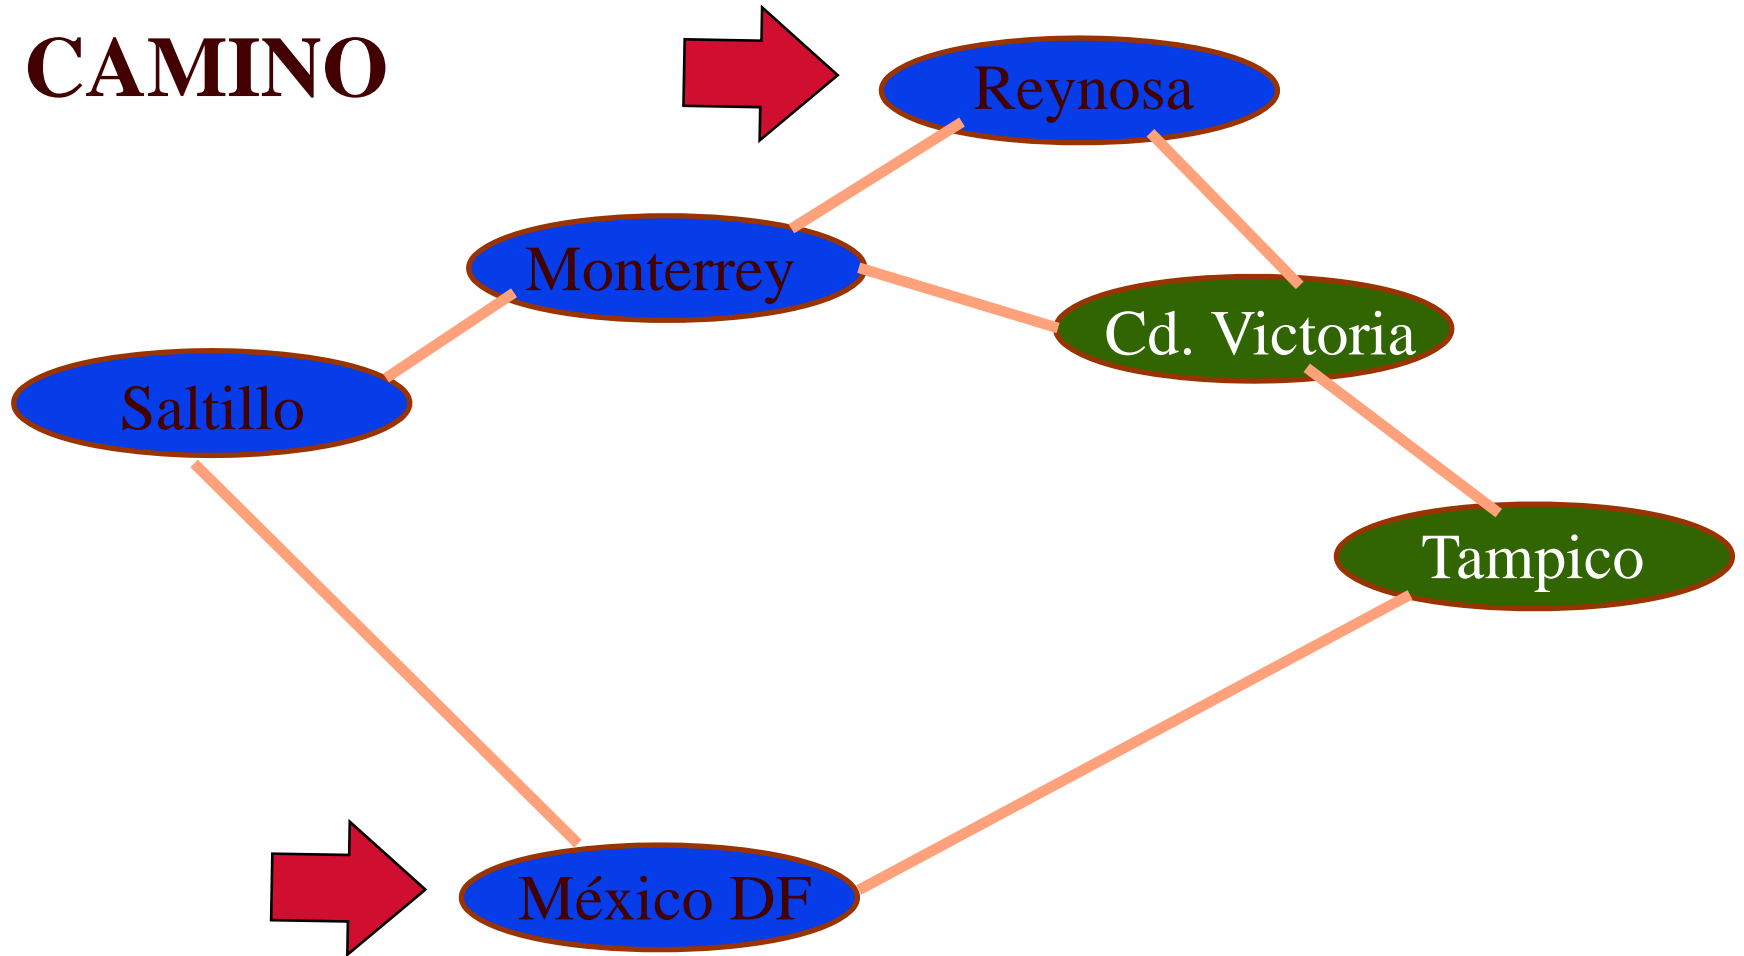 CAMINO
Reynosa
Monterrey
Cd. Victoria
Saltillo
Tampico
México DF